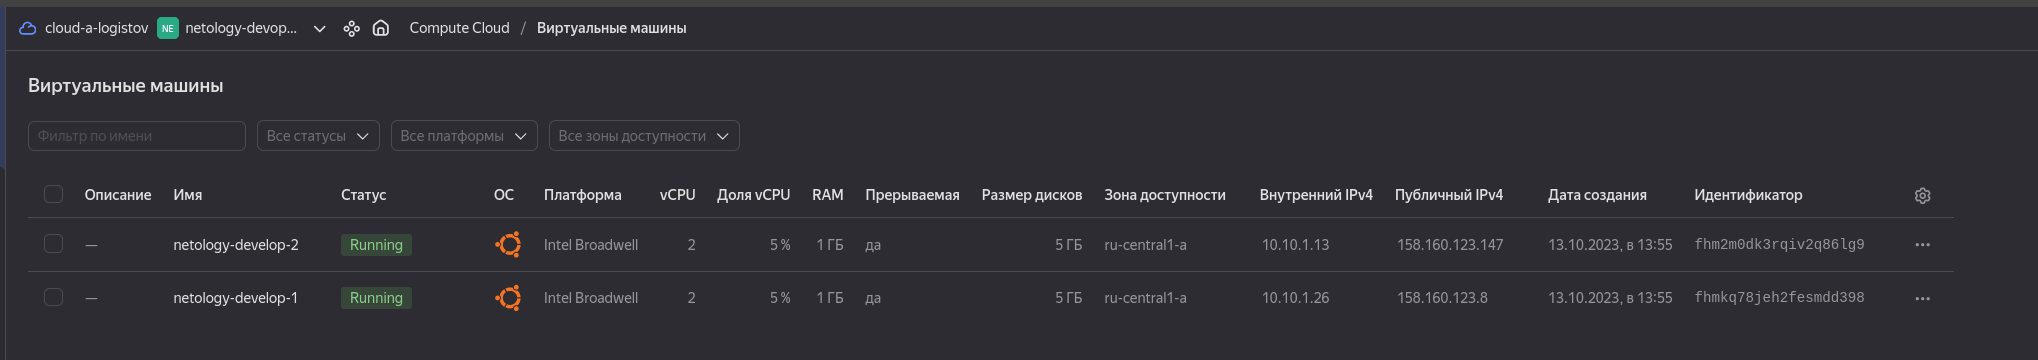 cloud-a-logistov NE netology-devop... Compute Cloud / Виртуальные машины
Виртуальные машины
Фильтр по имени Все статусы Все платформы Все зоны доступности
Описание Имя Статус ОС Платформа vCPU Доля vCPU RAM Прерываемая Размер дисков Зона доступности Внутренний IPv4 Публичный IPv4 Дата создания Идентификатор
— netology-develop-2 Running Intel Broadwell 2 5 % 1 ГБ да 5 ГБ ru-central1-a 10.10.1.13 158.160.123.147 13.10.2023, в 13:55 fhm2m0dk3rqiv2q86lg9
— netology-develop-1 Running Intel Broadwell 2 5 % 1 ГБ да 5 ГБ ru-central1-a 10.10.1.26 158.160.123.8 13.10.2023, в 13:55 fhmkq78jeh2fesmdd398